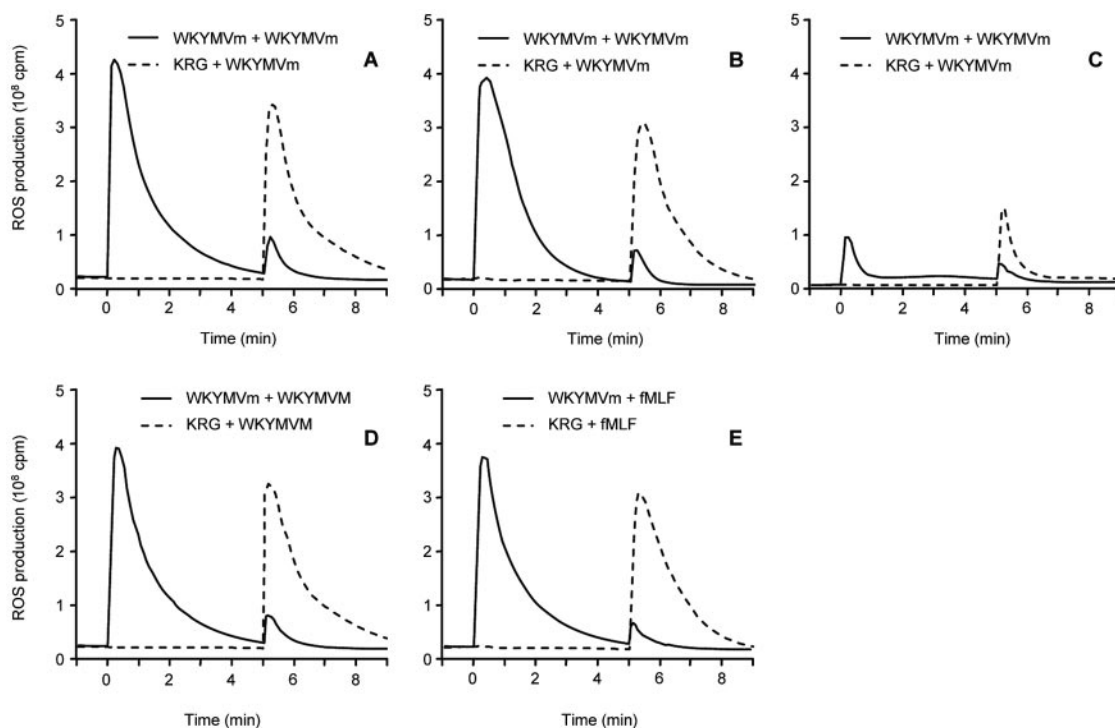 5
4
3
2
1
0
ROS production (10⁸ cpm)
WKYMVm + WKYMVm
KRG + WKYMVm
A
0 2 4 6 8
Time (min)
5
4
3
2
1
0
WKYMVm + WKYMVm
KRG + WKYMVm
B
0 2 4 6 8
Time (min)
5
4
3
2
1
0
WKYMVm + WKYMVm
KRG + WKYMVm
C
0 2 4 6 8
Time (min)
5
4
3
2
1
0
ROS production (10⁸ cpm)
WKYMVm + WKYMVM
KRG + WKYMVM
D
0 2 4 6 8
Time (min)
5
4
3
2
1
0
WKYMVm + fMLF
KRG + fMLF
E
0 2 4 6 8
Time (min)